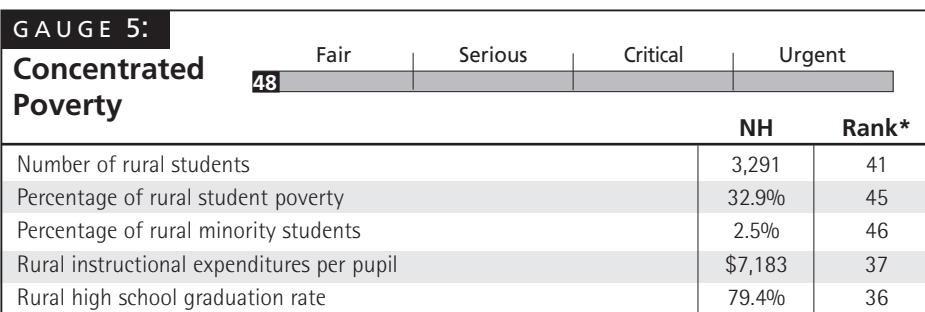 GAUGE 5:
Concentrated
Poverty
Fair Serious Critical Urgent
48
NH Rank*
Number of rural students 3,291 41
Percentage of rural student poverty 32.9% 45
Percentage of rural minority students 2.5% 46
Rural instructional expenditures per pupil $7,183 37
Rural high school graduation rate 79.4% 36